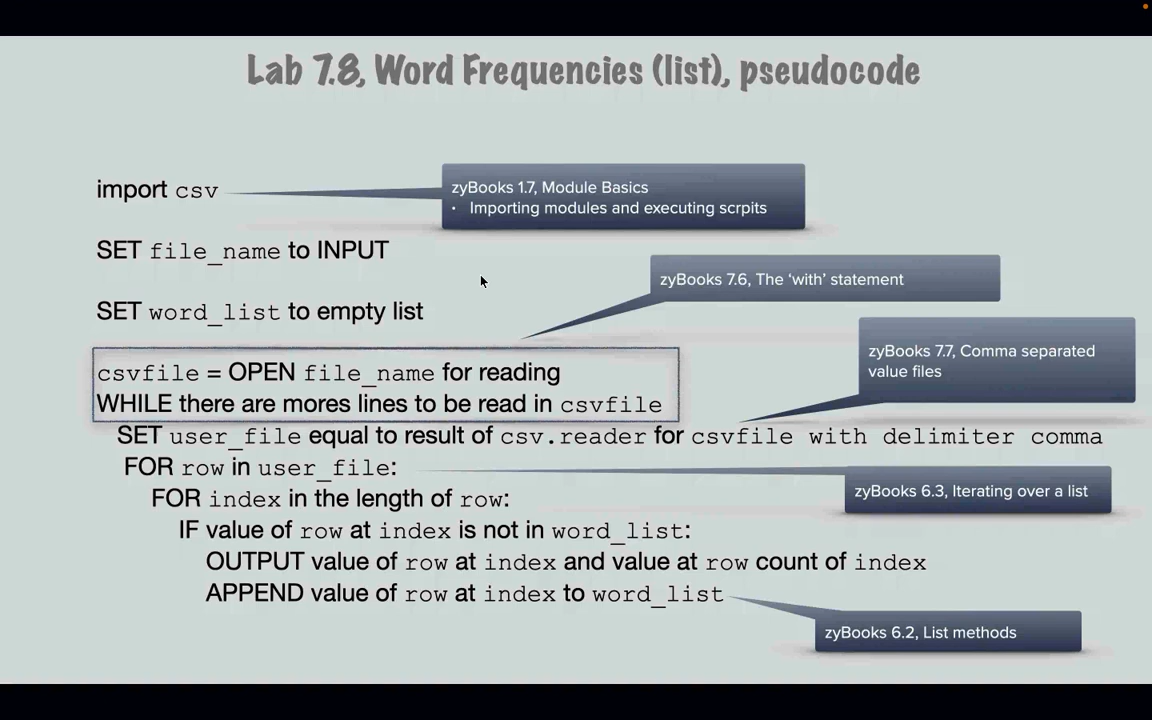 Lab 7.8, Word Frequencies (list), pseudocode
import csv
zyBooks 1.7, Module Basics
• Importing modules and executing scrpits
SET file_name to INPUT
zyBooks 7.6, The ‘with’ statement
SET word_list to empty list
zyBooks 7.7, Comma separated
value files
csvfile = OPEN file_name for reading
WHILE there are mores lines to be read in csvfile
SET user_file equal to result of csv.reader for csvfile with delimiter comma
FOR row in user_file:
zyBooks 6.3, Iterating over a list
FOR index in the length of row:
IF value of row at index is not in word_list:
OUTPUT value of row at index and value at row count of index
APPEND value of row at index to word_list
zyBooks 6.2, List methods